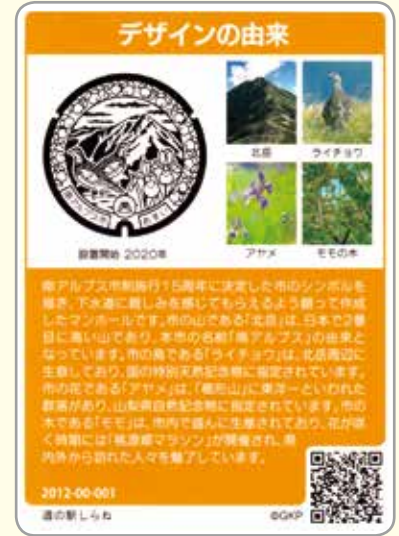 デザインの由来
北岳 ライチョウ
設置開始 2020年
アヤメ モモの木
南アルプス市制施行15周年に決定した市のシンボルを
描き、下水道に親しみを感じてもらえるよう願って作成
したマンホールです。市の山である「北岳」は、日本で2番
目に高い山であり、本市の名前「南アルプス」の由来と
なっています。市の鳥である「ライチョウ」は、北岳周辺に
生息しており、国の特別天然記念物に指定されています。
市の花である「アヤメ」は、「櫛形山」に東洋一といわれた
群落があり、山梨県自然記念物に指定されています。市の
木である「モモ」は、市内で盛んに生産されており、花が咲
く時期には「桃源郷マラソン」が開催され、県
内外から訪れた人々を魅了しています。
2012-00-001
道の駅しらね ©GKP